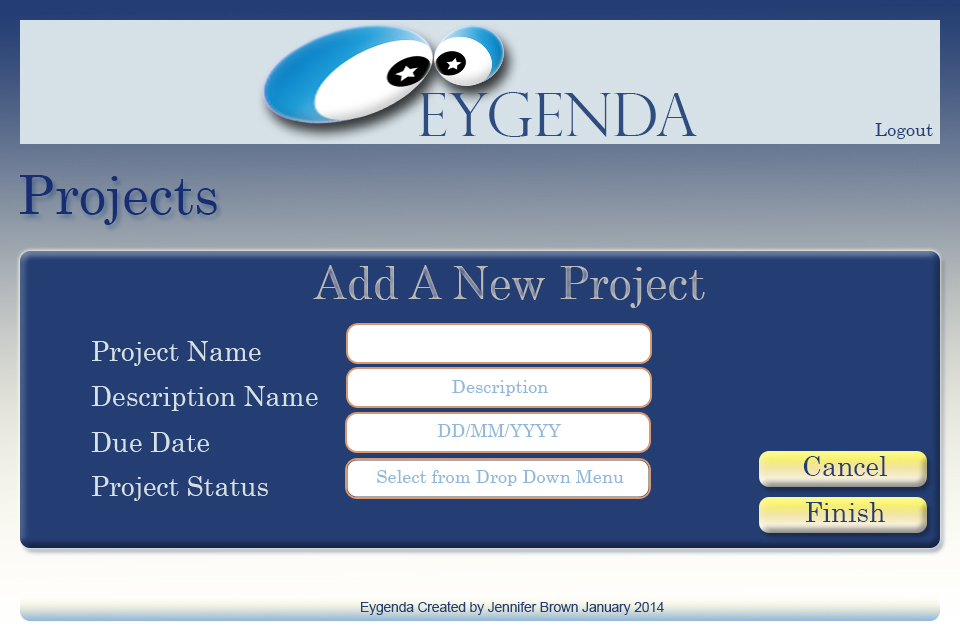 EYGENDA
Logout
Projects
Add A New Project
Project Name
Description Name
Description
Due Date
DD/MM/YYYY
Project Status
Select from Drop Down Menu
Cancel
Finish
Eygenda Created by Jennifer Brown January 2014